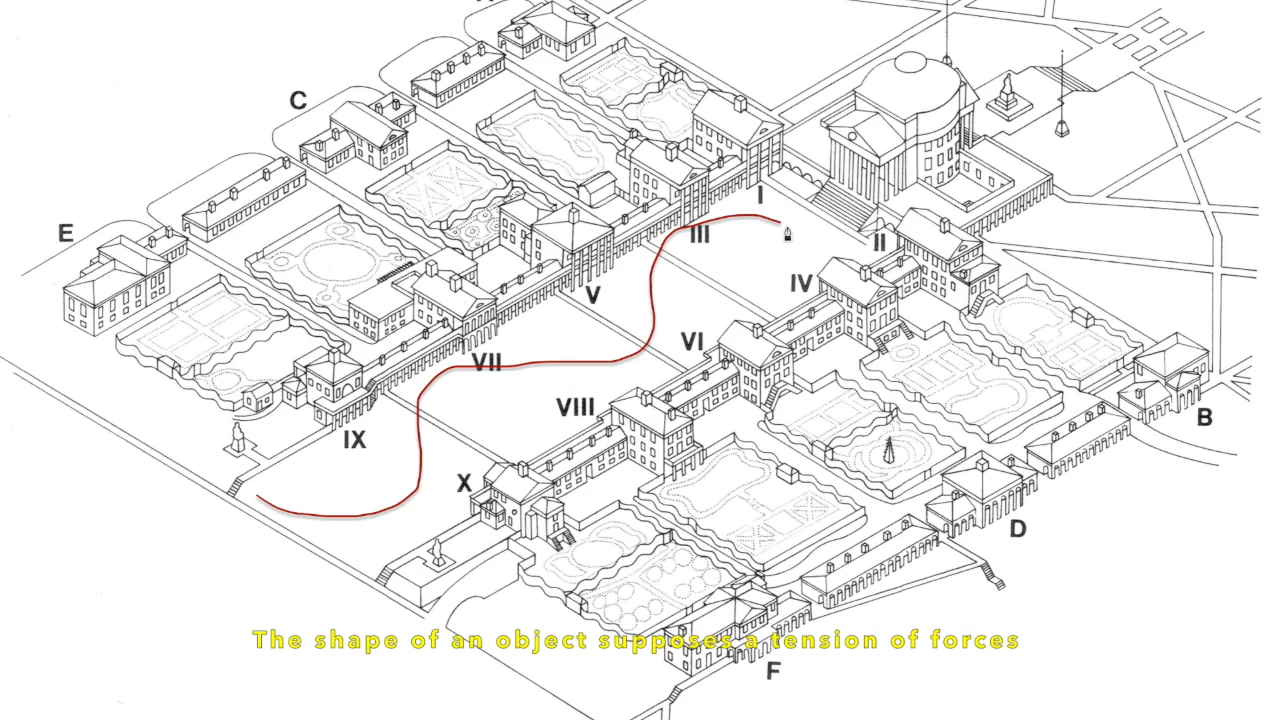 C
E
I
III
II
V
IV
VI
VII
VIII
IX
B
X
D
The shape of an object supposes a tension of forces
F